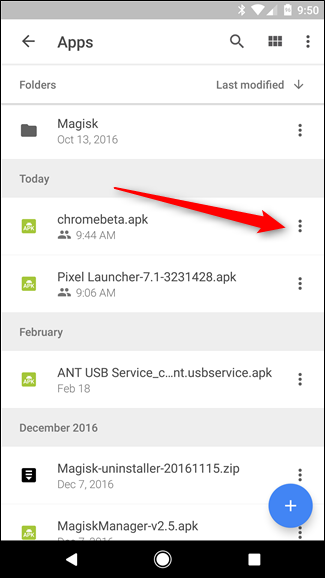 9:50
Apps
Folders Last modified
Magisk
Oct 13, 2016
Today
chromebeta.apk
APK
9:44 AM
Pixel Launcher-7.1-3231428.apk
APK
9:06 AM
February
ANT USB Service_c...nt.usbservice.apk
APK
Feb 18
December 2016
Magisk-uninstaller-20161115.zip
Dec 7, 2016
MagiskManager-v2.5.apk
APK
Dec 7, 2016